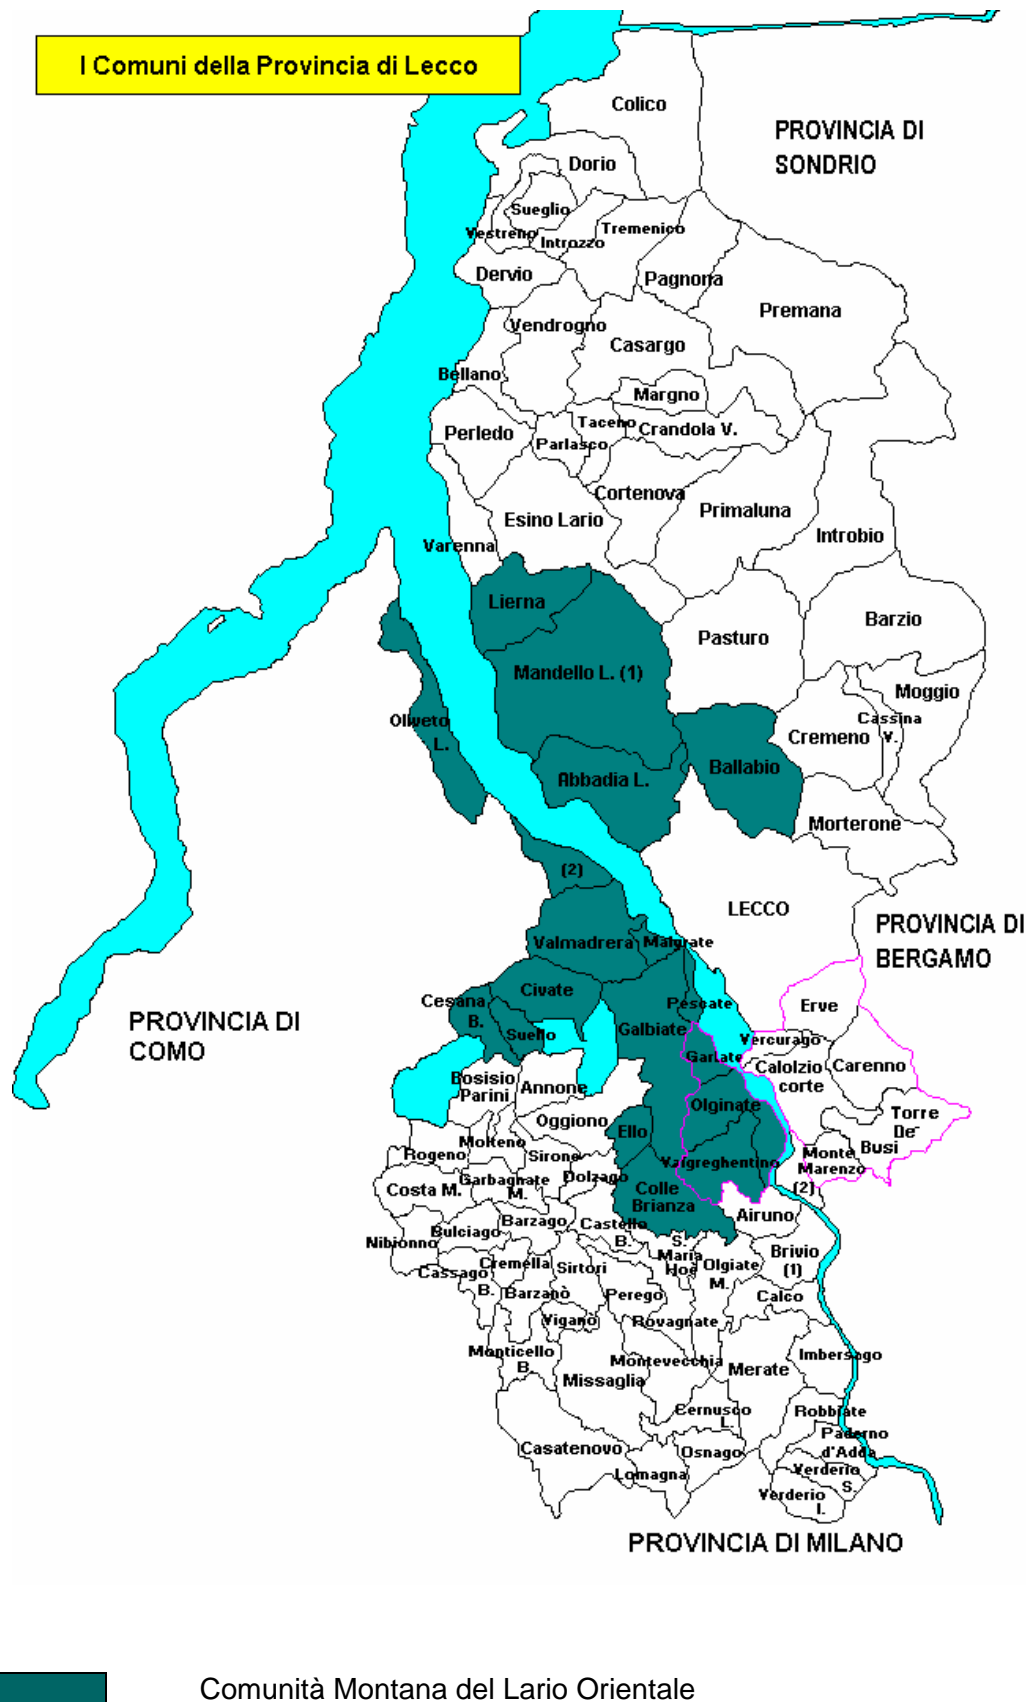 I Comuni della Provincia di Lecco
Colico
PROVINCIA DI
SONDRIO
Dorio
Sueglio
Vestreno
Introzzo
Tremenico
Dervio
Pagnona
Premana
Vendrogno
Casargo
Bellano
Margno
Perledo
Taceno
Crandola V.
Parlasco
Cortenova
Primaluna
Esino Lario
Introbio
Varenna
Lierna
Barzio
Pasturo
Mandello L. (1)
Moggio
Oliveto
L.
Cassina
V.
Cremeno
Ballabio
Abbadia L.
Morterone
(2)
LECCO
PROVINCIA DI
BERGAMO
Valmadrera
Malgrate
Civate
Cesana
B.
Pescate
Erve
PROVINCIA DI
COMO
Suello
Galbiate
Vercurago
Garlate
Calolzio
corte
Carenno
Bosisio
Parini
Annone
Olginate
Torre
De'
Busi
Oggiono
Ello
Molteno
Rogeno
Sirone
Valgreghentino
Monte
Marenzo
(2)
Costa M.
Garbagnate
M.
Dolzago
Colle
Brianza
Airuno
Barzago
Castello
B.
Bulciago
Nibionno
S.
Maria
Hoè
Olgiate
M.
Brivio
(1)
Cassago
B.
Cremella
Sirtori
Barzanò
Perego
Calco
Viganò
Rovagnate
Monticello
B.
Montevecchia
Merate
Imbersago
Missaglia
Cernusco
L.
Robbiate
Paderno
d'Adda
Casatenovo
Osnago
Lomagna
Verderio
S.
Verderio
I.
PROVINCIA DI MILANO
Comunità Montana del Lario Orientale